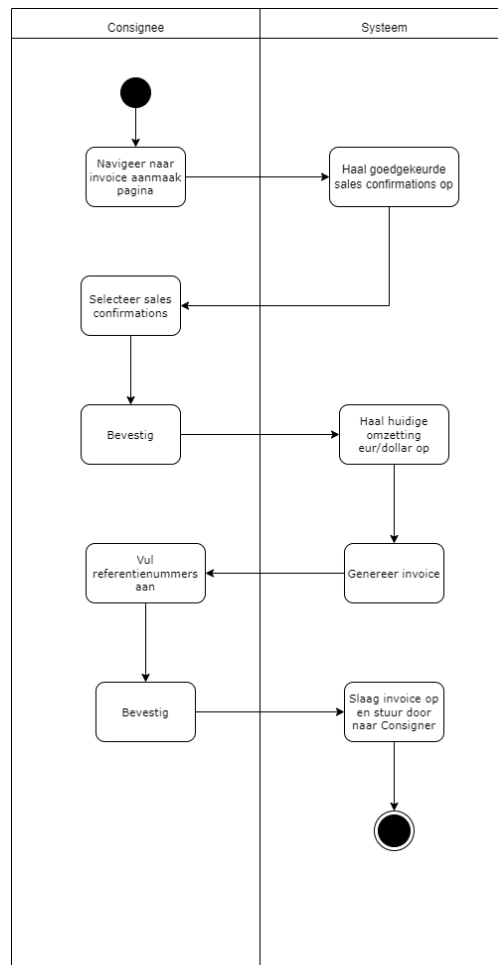 Consignee
Systeem
Navigeer naar
invoice aanmaak
pagina
Haal goedgekeurde
sales confirmations op
Selecteer sales
confirmations
Bevestig
Haal huidige
omzetting
eur/dollar op
Vul
referentienummers
aan
Genereer invoice
Bevestig
Slaag invoice op
en stuur door
naar Consigner